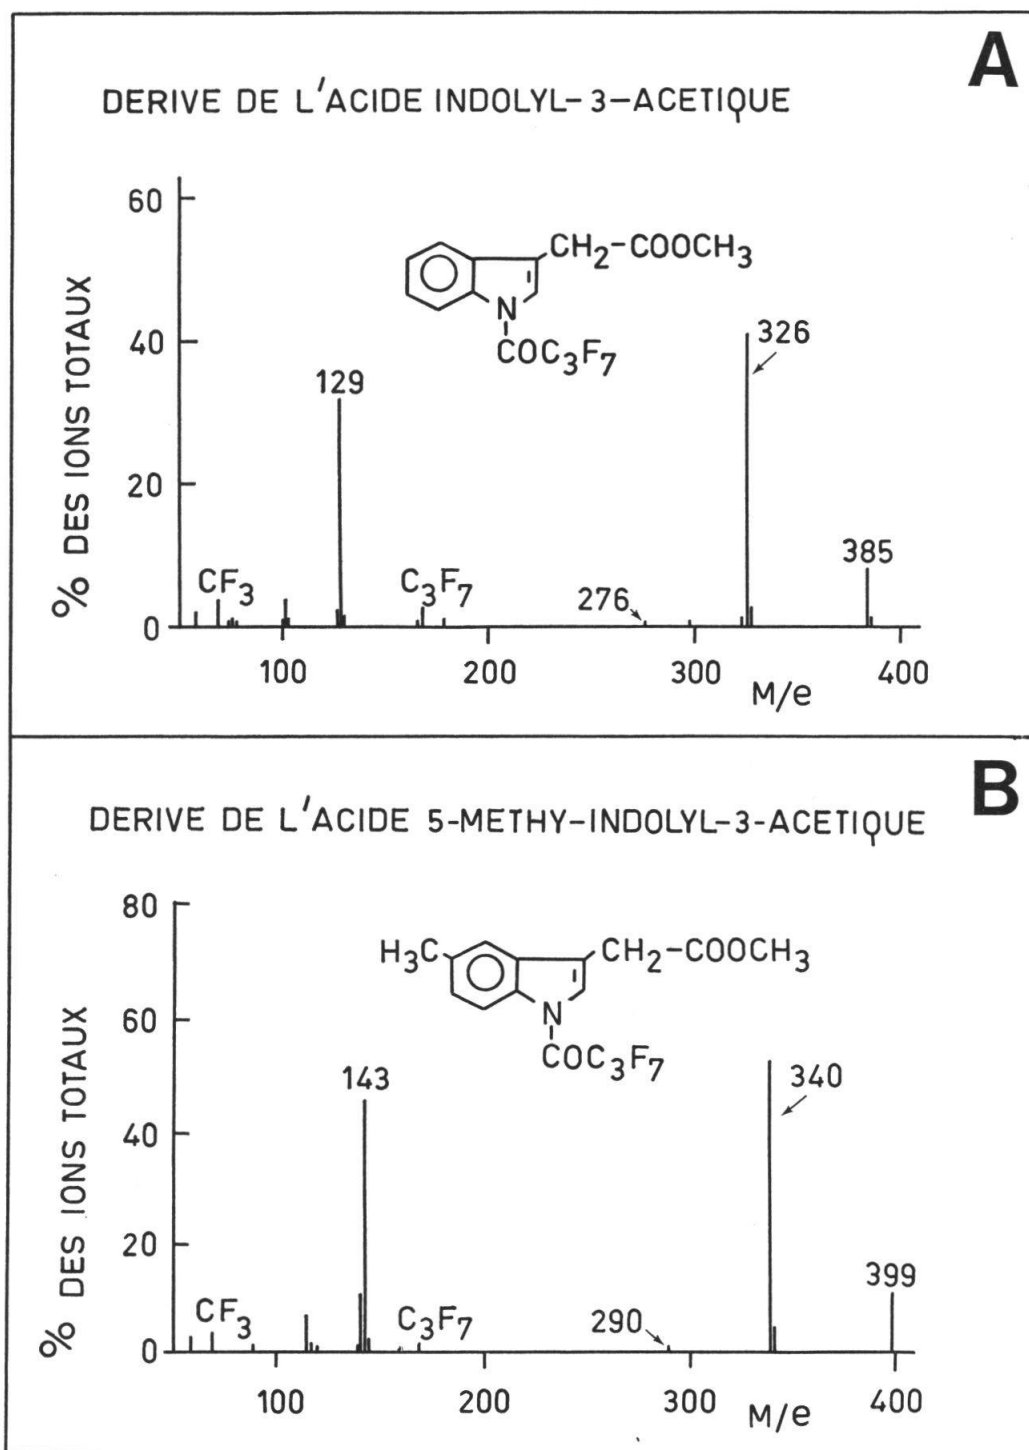 A
DERIVE DE L'ACIDE INDOLYL-3-ACETIQUE
% DES IONS TOTAUX
60
40
20
0
CH2-COOCH3
N
COC3F7
129
326
385
CF3
C3F7
276
100
200
300
400
M/e
B
DERIVE DE L'ACIDE 5-METHY-INDOLYL-3-ACETIQUE
% DES IONS TOTAUX
80
60
40
20
0
H3C
CH2-COOCH3
N
COC3F7
143
340
399
CF3
C3F7
290
100
200
300
400
M/e